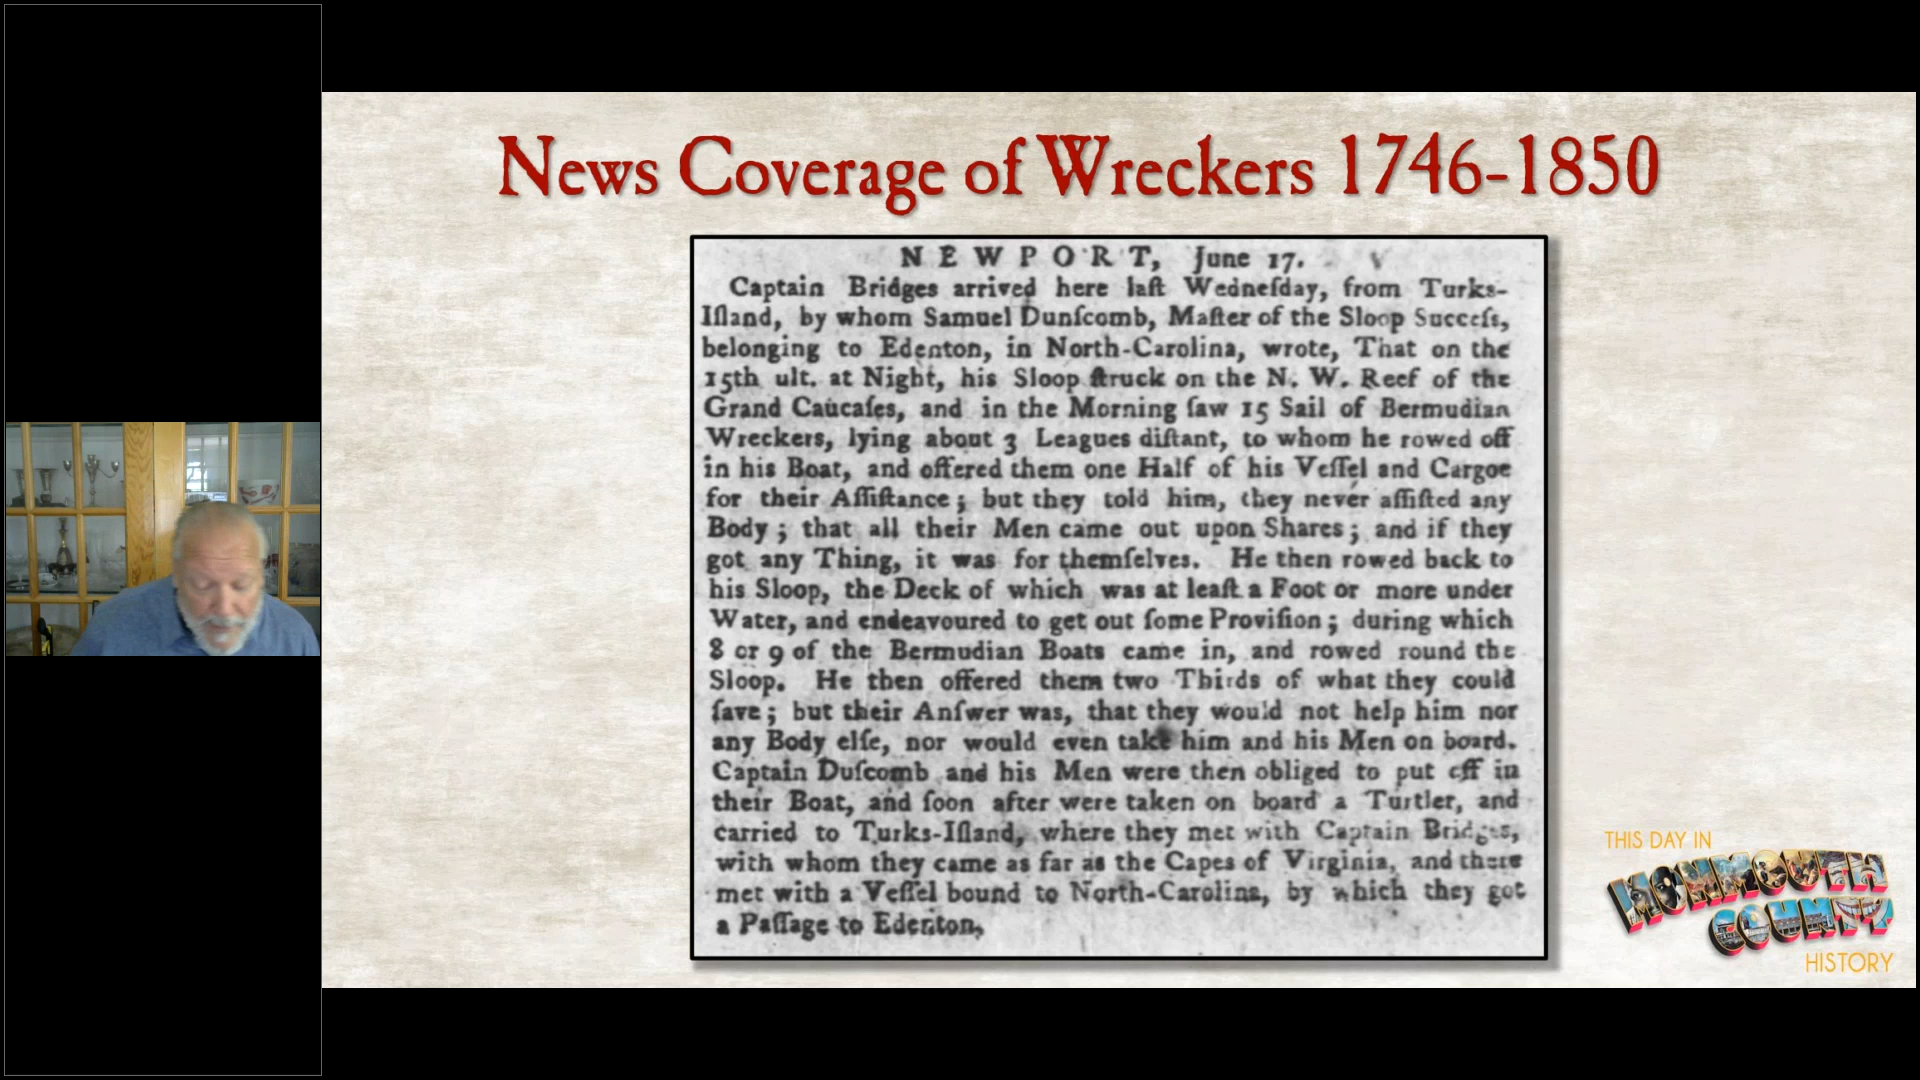 News Coverage of Wreckers 1746-1850
NEWPORT, June 17.
Captain Bridges arrived here laſt Wedneſday, from Turks-
Iſland, by whom Samuel Dunſcomb, Maſter of the Sloop Succeſs,
belonging to Edenton, in North-Carolina, wrote, That on the
15th ult. at Night, his Sloop ſtruck on the N. W. Reef of the
Grand Caucaſes, and in the Morning ſaw 15 Sail of Bermudian
Wreckers, lying about 3 Leagues diſtant, to whom he rowed off
in his Boat, and offered them one Half of his Veſſel and Cargoe
for their Aſſiſtance; but they told him, they never aſſiſted any
Body; that all their Men came out upon Shares; and if they
got any Thing, it was for themſelves. He then rowed back to
his Sloop, the Deck of which was at leaſt a Foot or more under
Water, and endeavoured to get out ſome Proviſion; during which
8 or 9 of the Bermudian Boats came in, and rowed round the
Sloop. He then offered them two Thirds of what they could
ſave; but their Anſwer was, that they would not help him nor
any Body elſe, nor would even take him and his Men on board.
Captain Duſcomb and his Men were then obliged to put off in
their Boat, and ſoon after were taken on board a Turtler, and
carried to Turks-Iſland, where they met with Captain Bridges,
with whom they came as far as the Capes of Virginia, and there
met with a Veſſel bound to North-Carolina, by which they got
a Paſſage to Edenton.
THIS DAY IN
MONMOUTH
COUNTY
HISTORY